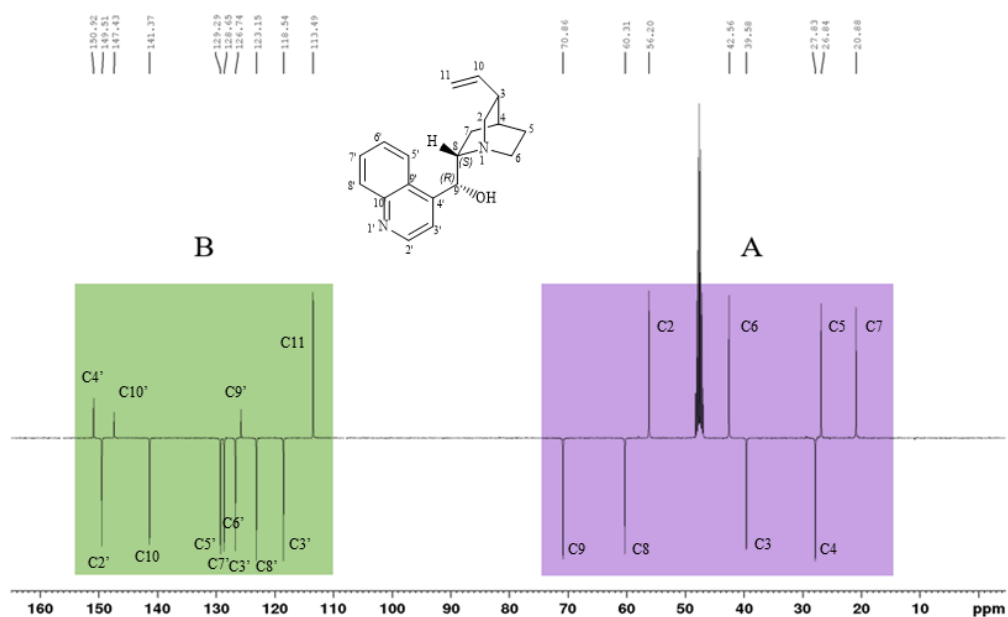 150.92 149.51 147.43 141.37 129.29 128.65 126.74 123.15 118.54 113.49 70.86 60.31 56.20 42.56 39.58 27.83 26.84 20.88
10
11
3
2
7 4 5
6'
H 8 N 6
7' 5' (S) 1
8' 9' (R)
10 4' 9' OH
N 3'
1' 2'
B A
C11 C2 C6 C5 C7
C4’
C10’ C9’
C6’
C2’ C10 C5’ C3’ C9 C8 C3 C4
C7’ C3’ C8’
160 150 140 130 120 110 100 90 80 70 60 50 40 30 20 10 ppm